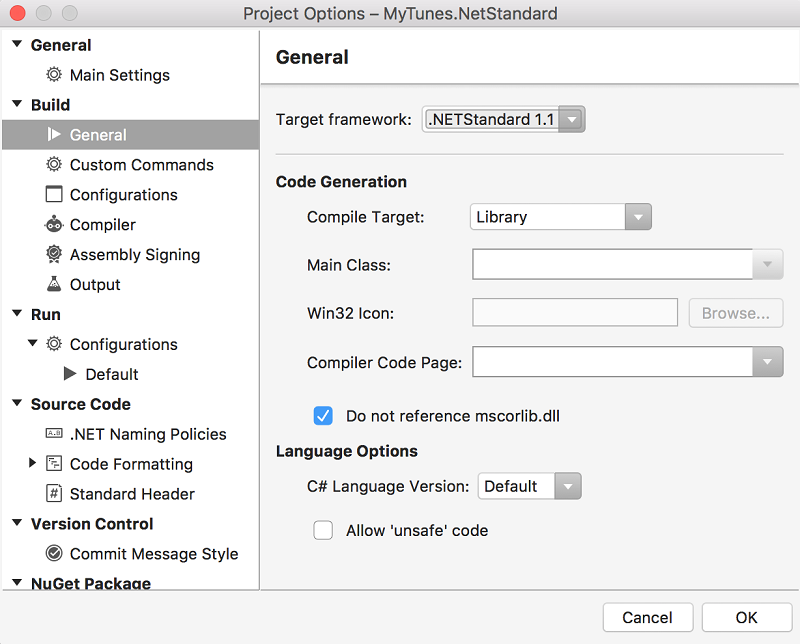 Project Options – MyTunes.NetStandard
General
Main Settings
Build
General
Custom Commands
Configurations
Compiler
Assembly Signing
Output
Run
Configurations
Default
Source Code
A.B
.NET Naming Policies
Code Formatting
#
Standard Header
Version Control
Commit Message Style
NuGet Package
General
Target framework: .NETStandard 1.1
Code Generation
Compile Target: Library
Main Class:
Win32 Icon: Browse...
Compiler Code Page:
Do not reference mscorlib.dll
Language Options
C# Language Version: Default
Allow 'unsafe' code
Cancel OK